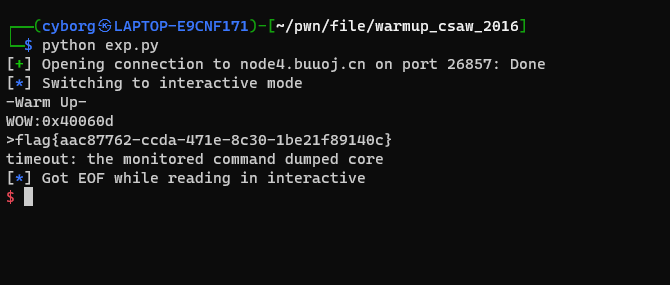 ┌──(cyborg㉿LAPTOP-E9CNF171)-[~/pwn/file/warmup_csaw_2016]
└─$ python exp.py
[+] Opening connection to node4.buuoj.cn on port 26857: Done
[*] Switching to interactive mode
-Warm Up-
WOW:0x40060d
>flag{aac87762-ccda-471e-8c30-1be21f89140c}
timeout: the monitored command dumped core
[*] Got EOF while reading in interactive
$